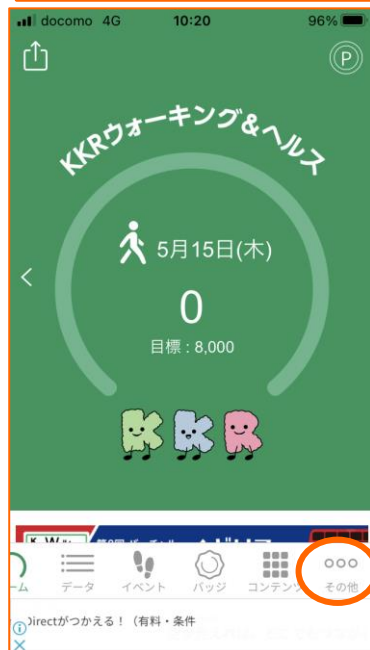 docomo 4G 10:20 96%
P
KKRウォーキング&ヘルス
5月15日(木)
0
目標 : 8,000
KKR
ーム データ イベント バッジ コンテンツ その他
Directがつかえる！（有料・条件